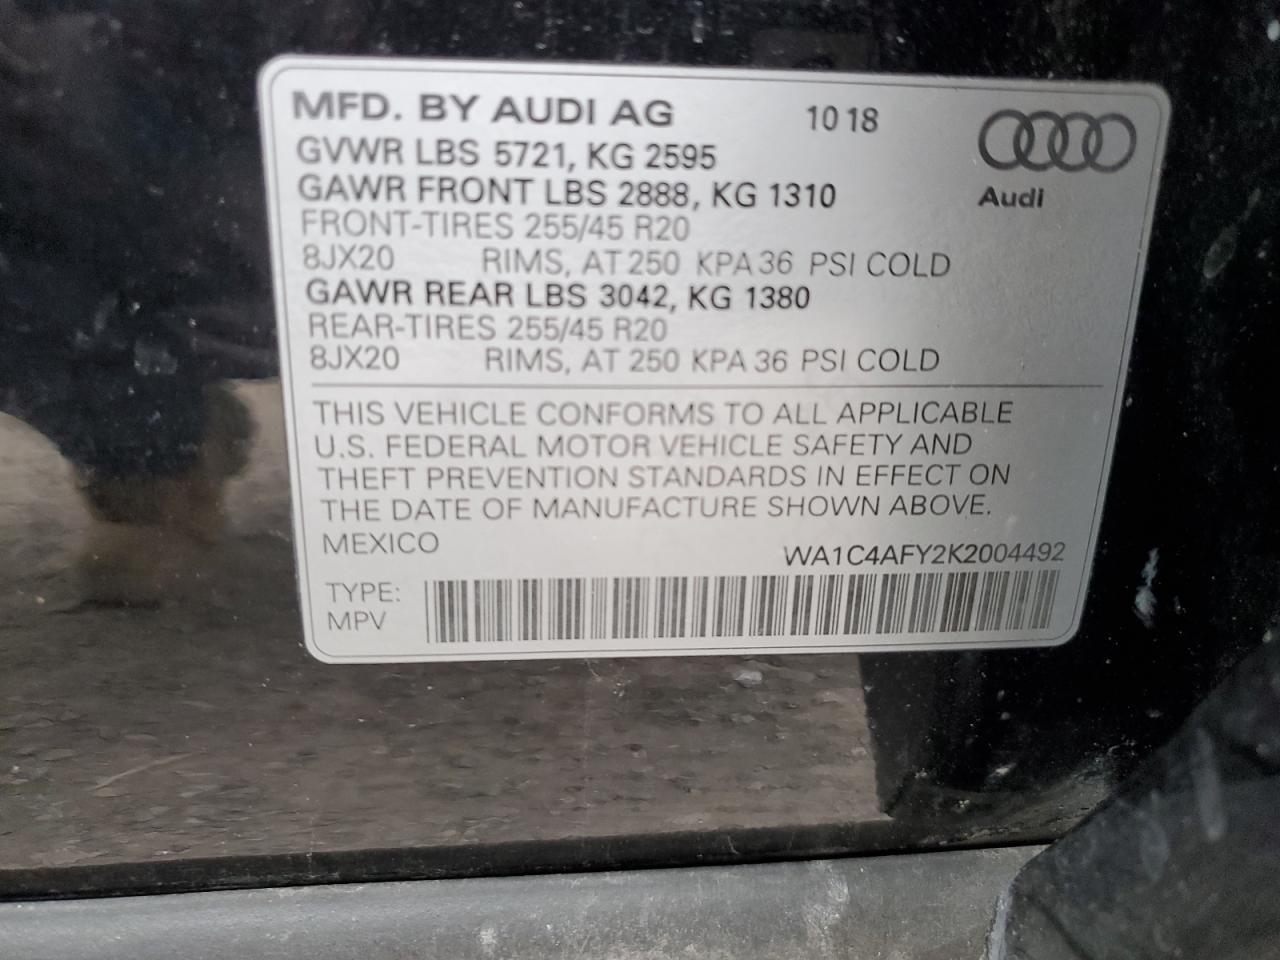 MFD. BY AUDI AG 10 18
Audi
GVWR LBS 5721, KG 2595
GAWR FRONT LBS 2888, KG 1310
FRONT-TIRES 255/45 R20
8JX20 RIMS, AT 250 KPA 36 PSI COLD
GAWR REAR LBS 3042, KG 1380
REAR-TIRES 255/45 R20
8JX20 RIMS, AT 250 KPA 36 PSI COLD
THIS VEHICLE CONFORMS TO ALL APPLICABLE
U.S. FEDERAL MOTOR VEHICLE SAFETY AND
THEFT PREVENTION STANDARDS IN EFFECT ON
THE DATE OF MANUFACTURE SHOWN ABOVE.
MEXICO WA1C4AFY2K2004492
TYPE:
MPV